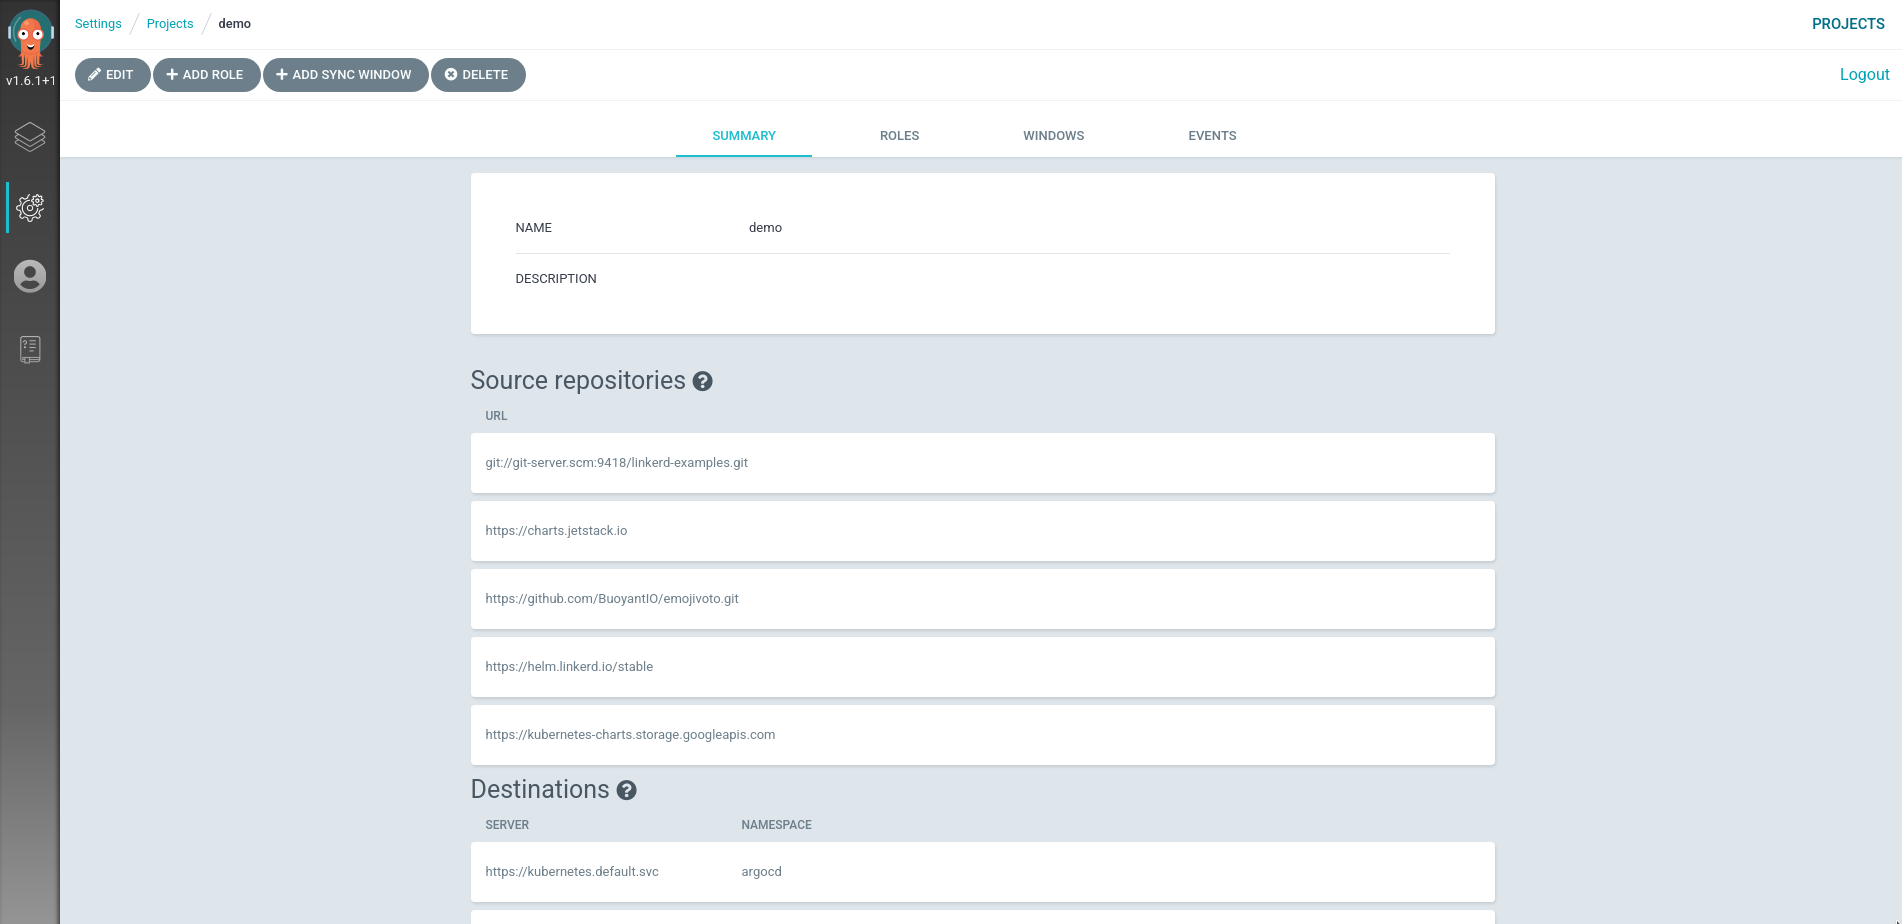 Settings / Projects / demo
PROJECTS
v1.6.1+1
EDIT
ADD ROLE
ADD SYNC WINDOW
DELETE
Logout
SUMMARY
ROLES
WINDOWS
EVENTS
NAME demo
DESCRIPTION
Source repositories
URL
git://git-server.scm:9418/linkerd-examples.git
https://charts.jetstack.io
https://github.com/BuoyantIO/emojivoto.git
https://helm.linkerd.io/stable
https://kubernetes-charts.storage.googleapis.com
Destinations
SERVER NAMESPACE
https://kubernetes.default.svc argocd